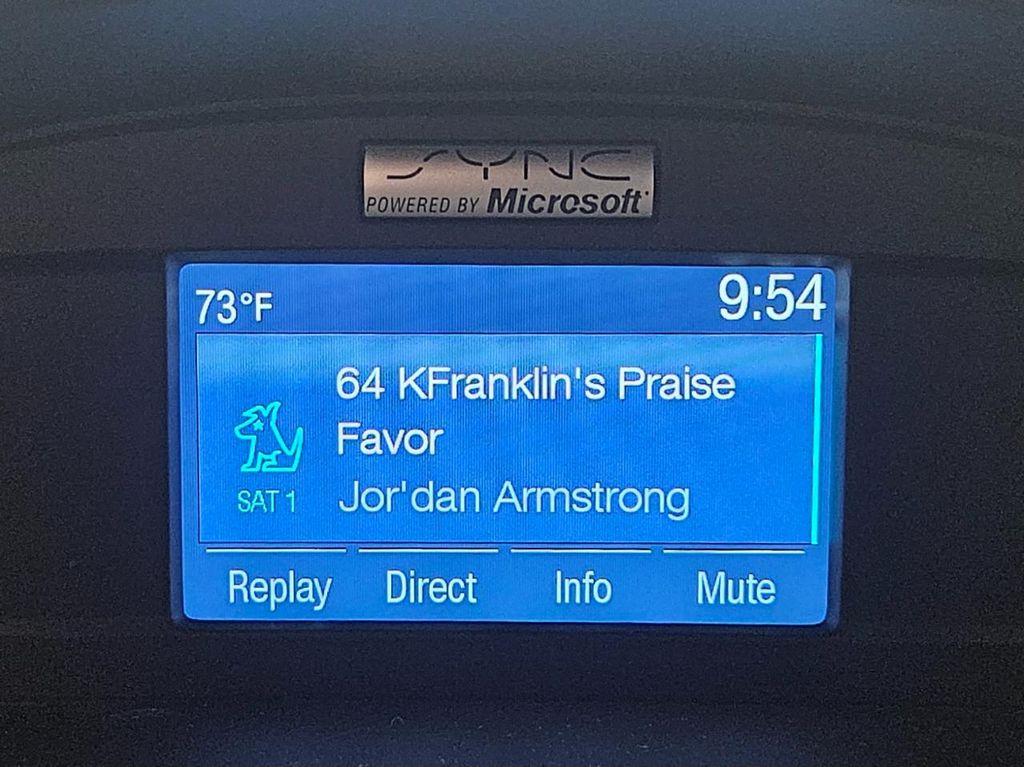 SYNC
POWERED BY Microsoft
73°F
9:54
64 KFranklin's Praise
Favor
SAT 1
Jor'dan Armstrong
Replay Direct Info Mute